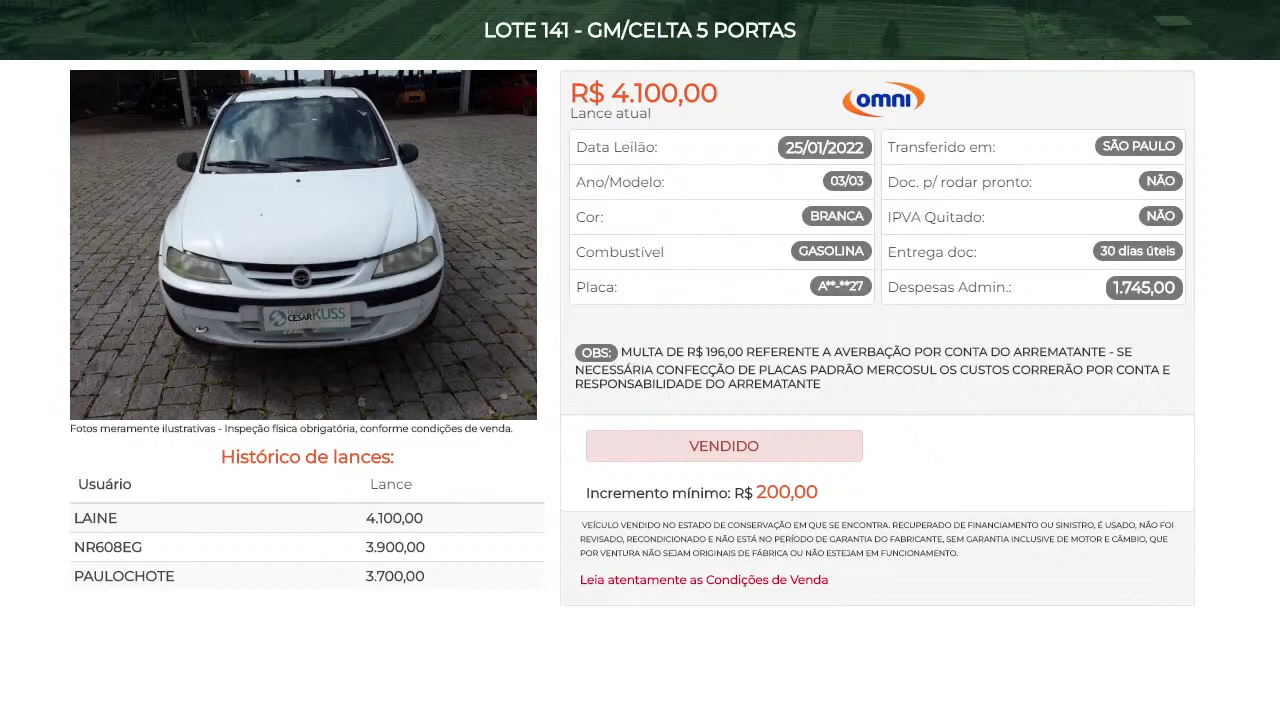 LOTE 141 - GM/CELTA 5 PORTAS
CESAR KUSS
Fotos meramente ilustrativas - Inspeção física obrigatória, conforme condições de venda.
Histórico de lances:
Usuário Lance
LAINE 4.100,00
NR608EG 3.900,00
PAULOCHOTE 3.700,00
R$ 4.100,00
Lance atual
omni
Data Leilão: 25/01/2022
Ano/Modelo: 03/03
Cor: BRANCA
Combustível GASOLINA
Placa: A**-**27
Transferido em: SÃO PAULO
Doc. p/ rodar pronto: NÃO
IPVA Quitado: NÃO
Entrega doc: 30 dias úteis
Despesas Admin.: 1.745,00
OBS: MULTA DE R$ 196,00 REFERENTE A AVERBAÇÃO POR CONTA DO ARREMATANTE - SE
NECESSÁRIA CONFECÇÃO DE PLACAS PADRÃO MERCOSUL OS CUSTOS CORRERÃO POR CONTA E
RESPONSABILIDADE DO ARREMATANTE
VENDIDO
Incremento mínimo: R$ 200,00
VEÍCULO VENDIDO NO ESTADO DE CONSERVAÇÃO EM QUE SE ENCONTRA. RECUPERADO DE FINANCIAMENTO OU SINISTRO, É USADO, NÃO FOI
REVISADO, RECONDICIONADO E NÃO ESTÁ NO PERÍODO DE GARANTIA DO FABRICANTE, SEM GARANTIA INCLUSIVE DE MOTOR E CÂMBIO, QUE
POR VENTURA NÃO SEJAM ORIGINAIS DE FÁBRICA OU NÃO ESTEJAM EM FUNCIONAMENTO.
Leia atentamente as Condições de Venda